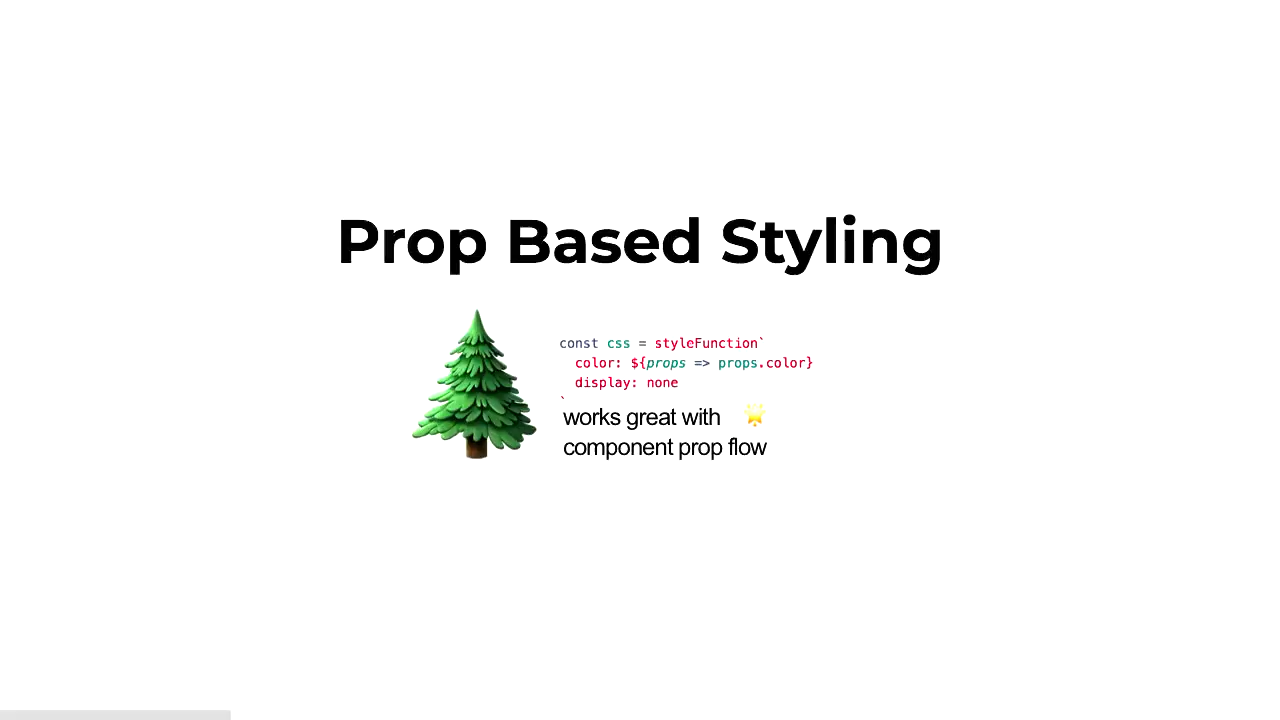 Prop Based Styling
const css = styleFunction`
color: ${props => props.color}
display: none
`
works great with
component prop flow